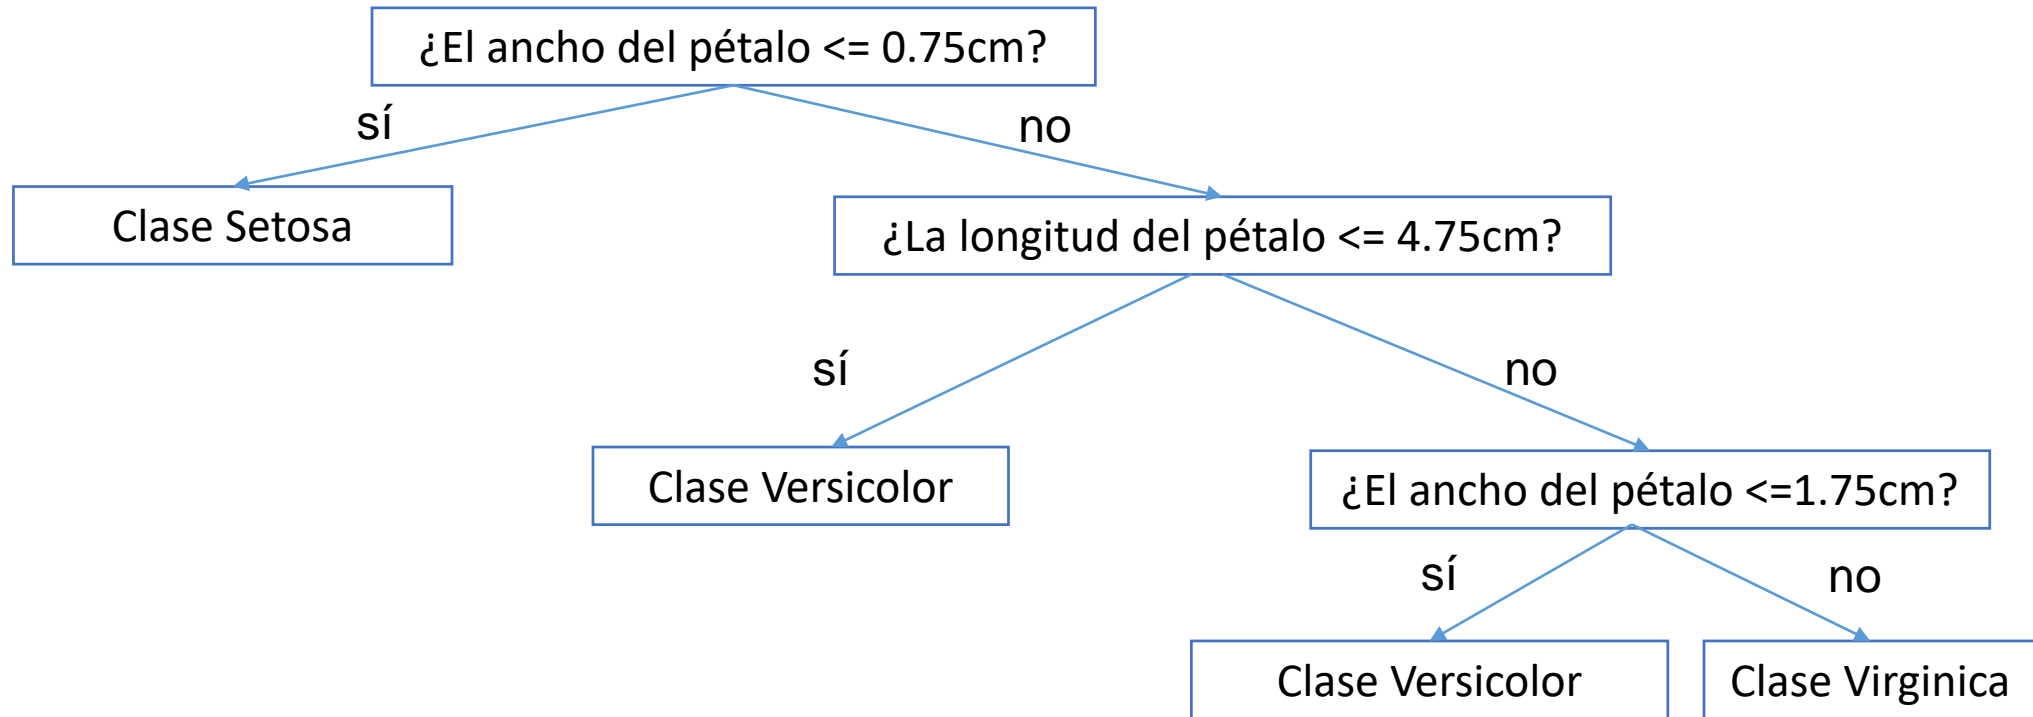 ¿El ancho del pétalo <= 0.75cm?
sí
no
Clase Setosa
¿La longitud del pétalo <= 4.75cm?
sí
no
Clase Versicolor
¿El ancho del pétalo <=1.75cm?
sí
no
Clase Versicolor
Clase Virginica